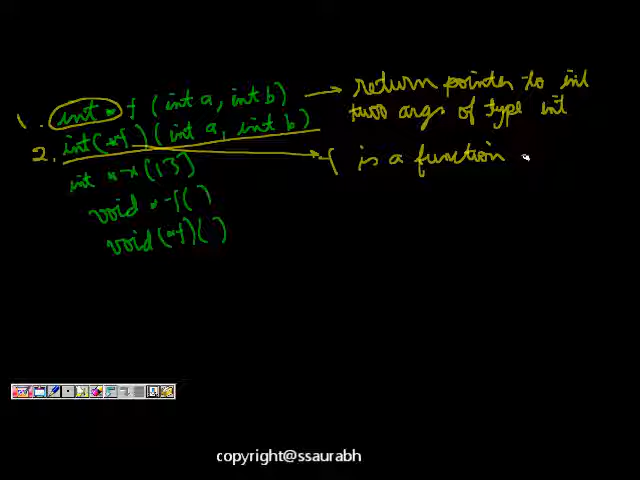 1. int * f ( int a, int b ) → return pointer to int
two args of type int
2. int (*f) ( int a, int b )
→ f is a function
int * x (13)
void * f ( )
void (*f) ( )
copyright@ssaurabh